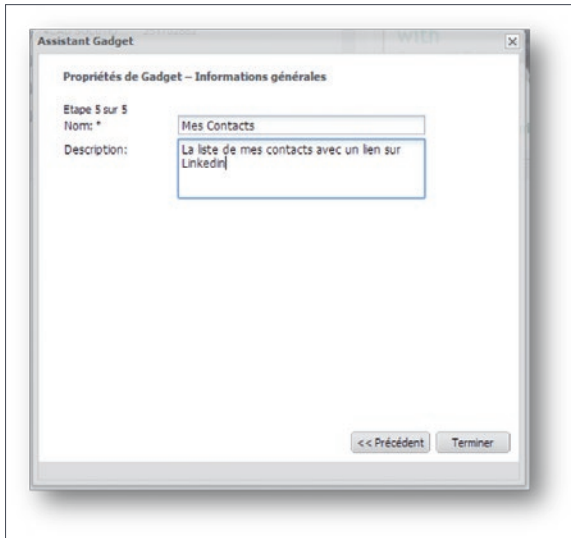 with
Assistant Gadget
Propriétés de Gadget – Informations générales
Etape 5 sur 5
Nom: *
Mes Contacts
Description:
La liste de mes contacts avec un lien sur
Linkedin
<< Précédent
Terminer